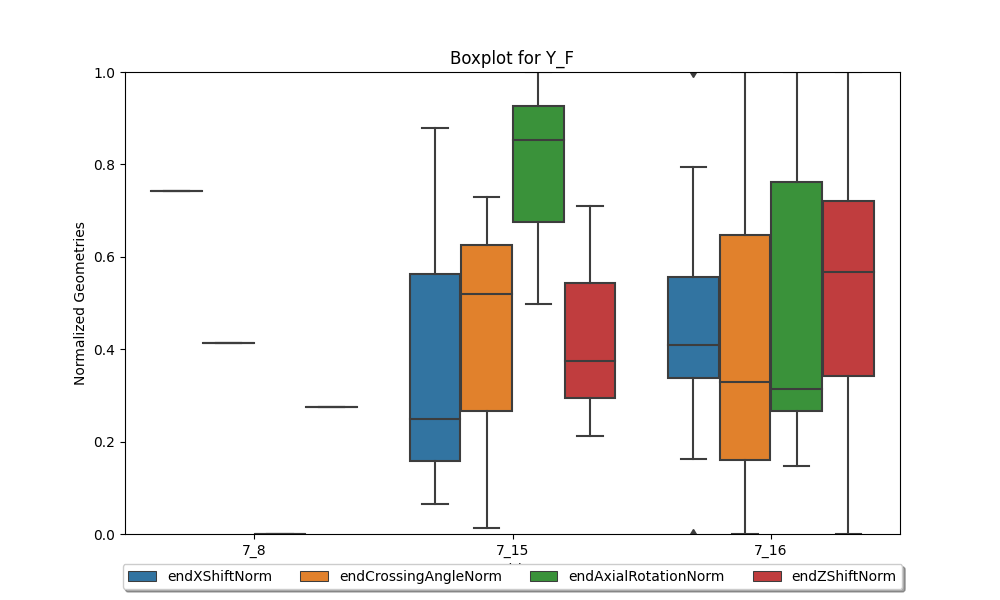 Boxplot for Y_F
1.0
0.8
0.6
0.4
0.2
0.0
Normalized Geometries
7_8
7_15
7_16
endXShiftNorm
endCrossingAngleNorm
endAxialRotationNorm
endZShiftNorm